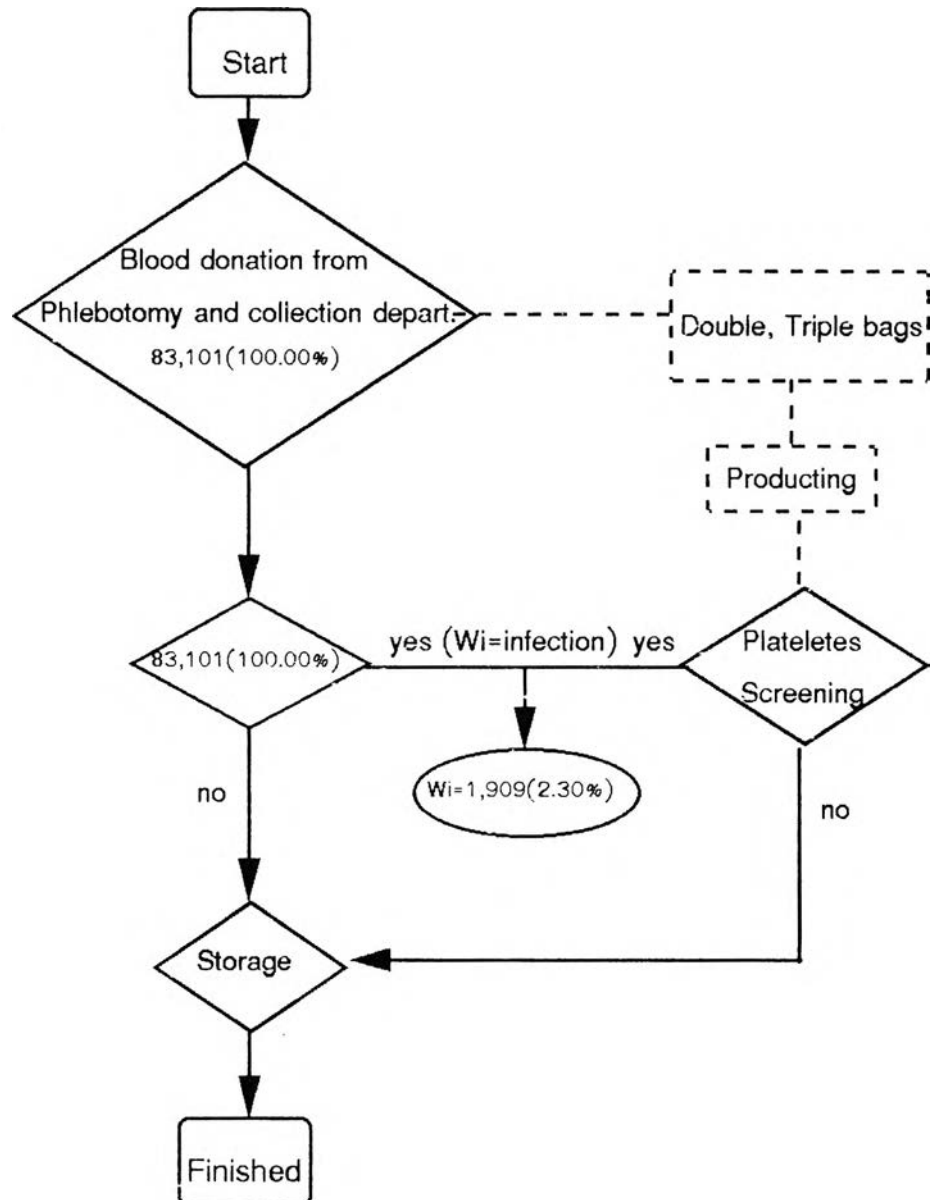 Start
Blood donation from
Phlebotomy and collection depart.
83,101(100.00%)
Double, Triple bags
Producting
83,101(100.00%)
yes (Wi=infection) yes
Plateletes
Screening
Wi=1,909(2.30%)
no
no
Storage
Finished